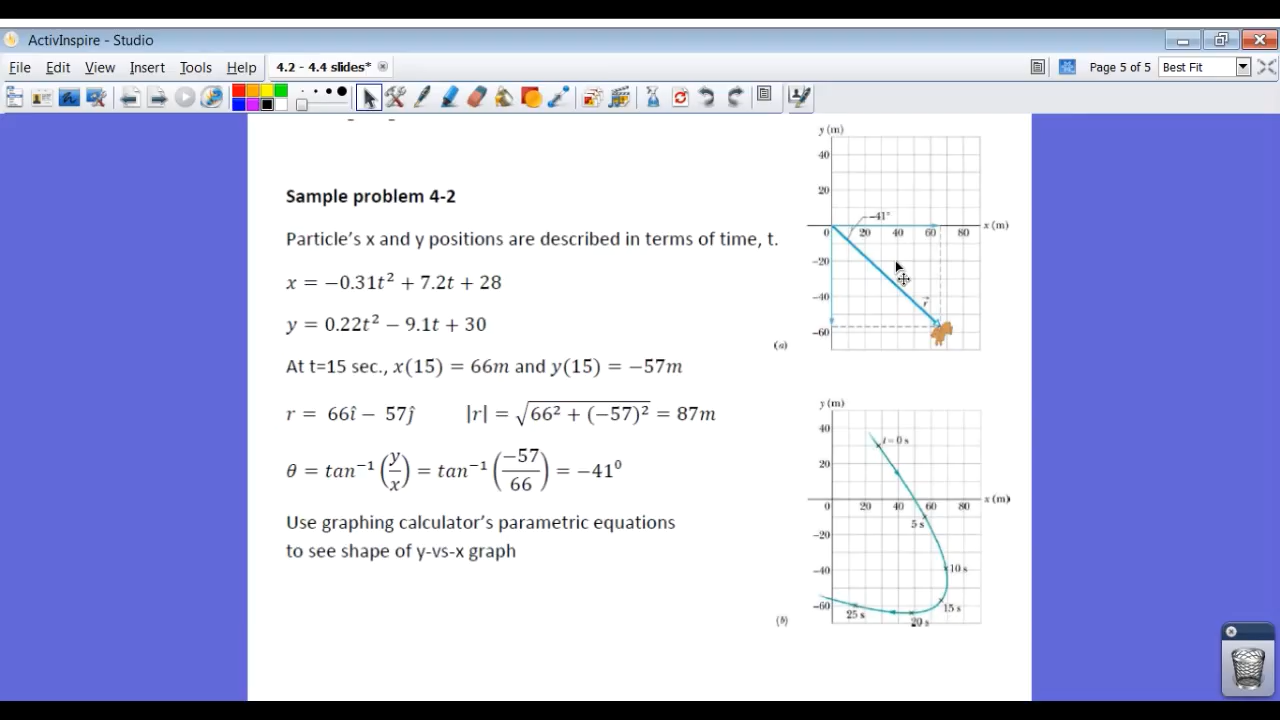 ActivInspire - Studio
File Edit View Insert Tools Help 4.2 - 4.4 slides* Page 5 of 5 Best Fit
Sample problem 4-2
Particle's x and y positions are described in terms of time, t.
x = −0.31t² + 7.2t + 28
y = 0.22t² − 9.1t + 30
At t=15 sec., x(15) = 66m and y(15) = −57m
r = 66î − 57ĵ |r| = √(66² + (−57)²) = 87m
θ = tan⁻¹(y/x) = tan⁻¹(−57/66) = −41⁰
Use graphing calculator's parametric equations
to see shape of y-vs-x graph
y (m)
40
20
−41°
0 20 40 60 80 x (m)
−20
−40
r⃗
−60
(a)
y (m)
40
t = 0 s
20
x (m)
0 20 40 60 80
5 s
−20
−40
10 s
−60
15 s
25 s
20 s
(b)